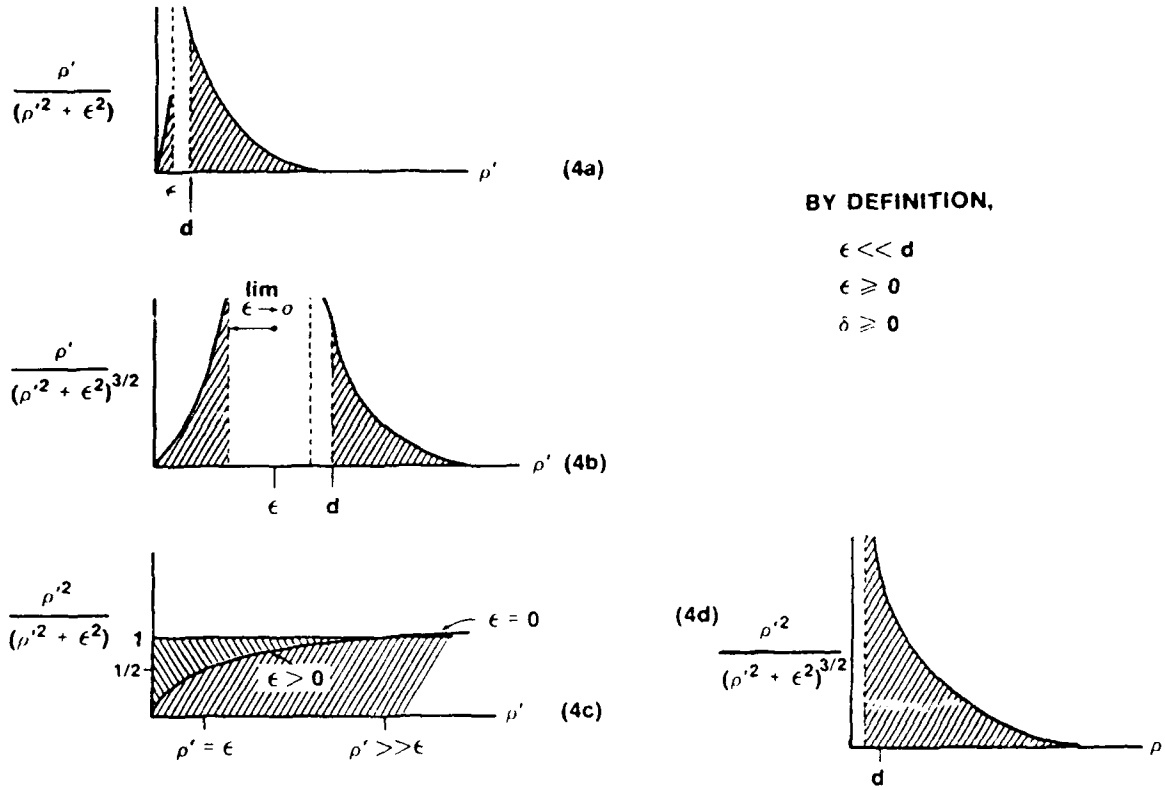 ρ′
(ρ′² + ϵ²)
ρ′
(4a)
ϵ
d
BY DEFINITION,
ϵ << d
ϵ ⩾ 0
δ ⩾ 0
lim
ϵ → o
ρ′
(ρ′² + ϵ²)³/²
ρ′ (4b)
ϵ
d
ρ′²
(ρ′² + ϵ²)
1
1/2
ϵ = 0
ϵ > 0
ρ′
(4c)
ρ′ = ϵ
ρ′ >>ϵ
(4d)
ρ′²
(ρ′² + ϵ²)³/²
ρ
d